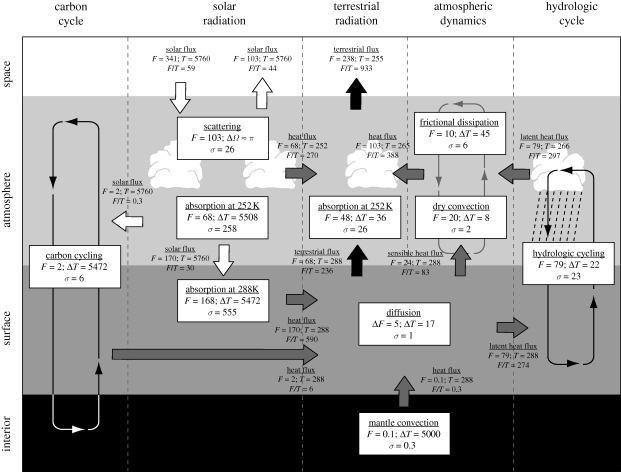 carbon
cycle
solar
radiation
terrestrial
radiation
atmospheric
dynamics
hydrologic
cycle
space
atmosphere
surface
interior
solar flux
F = 341; T = 5760
F/T = 59
solar flux
F = 103; T = 5760
F/T = 44
terrestrial flux
F = 238; T = 255
F/T = 933
scattering
F = 103, ΔΩ ≈ π
σ = 26
heat flux
F = 68; T = 252
F/T = 270
heat flux
F = 103; T = 265
F/T = 388
frictional dissipation
F = 10; ΔT = 45
σ = 6
latent heat flux
F = 79; T = 266
F/T = 297
solar flux
F = 2; T = 5760
F/T = 0.3
absorption at 252 K
F = 68; ΔT = 5508
σ = 258
absorption at 252 K
F = 48; ΔT = 36
σ = 26
dry convection
F = 20; ΔT = 8
σ = 2
carbon cycling
F = 2; ΔT = 5472
σ = 6
solar flux
F = 170; T = 5760
F/T = 30
terrestrial flux
F = 68; T = 288
F/T = 236
sensible heat flux
F = 24; T = 288
F/T = 83
hydrologic cycling
F = 79; ΔT = 22
σ = 23
absorption at 288K
F = 168; ΔT = 5472
σ = 555
heat flux
F = 170; T = 288
F/T = 590
diffusion
ΔF = 5; ΔT = 17
σ = 1
latent heat flux
F = 79; T = 288
F/T = 274
heat flux
F = 2; T = 288
F/T = 6
heat flux
F = 0.1; T = 288
F/T = 0.3
mantle convection
F = 0.1; ΔT = 5000
σ = 0.3